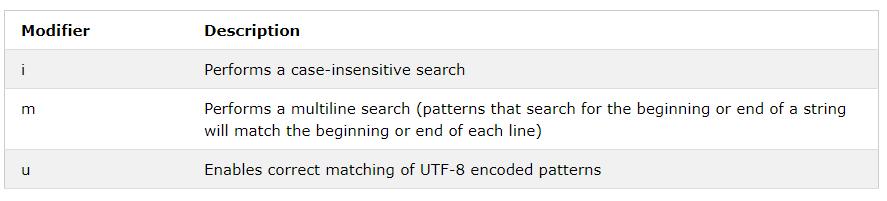 Modifier Description
i Performs a case-insensitive search
m Performs a multiline search (patterns that search for the beginning or end of a string
will match the beginning or end of each line)
u Enables correct matching of UTF-8 encoded patterns